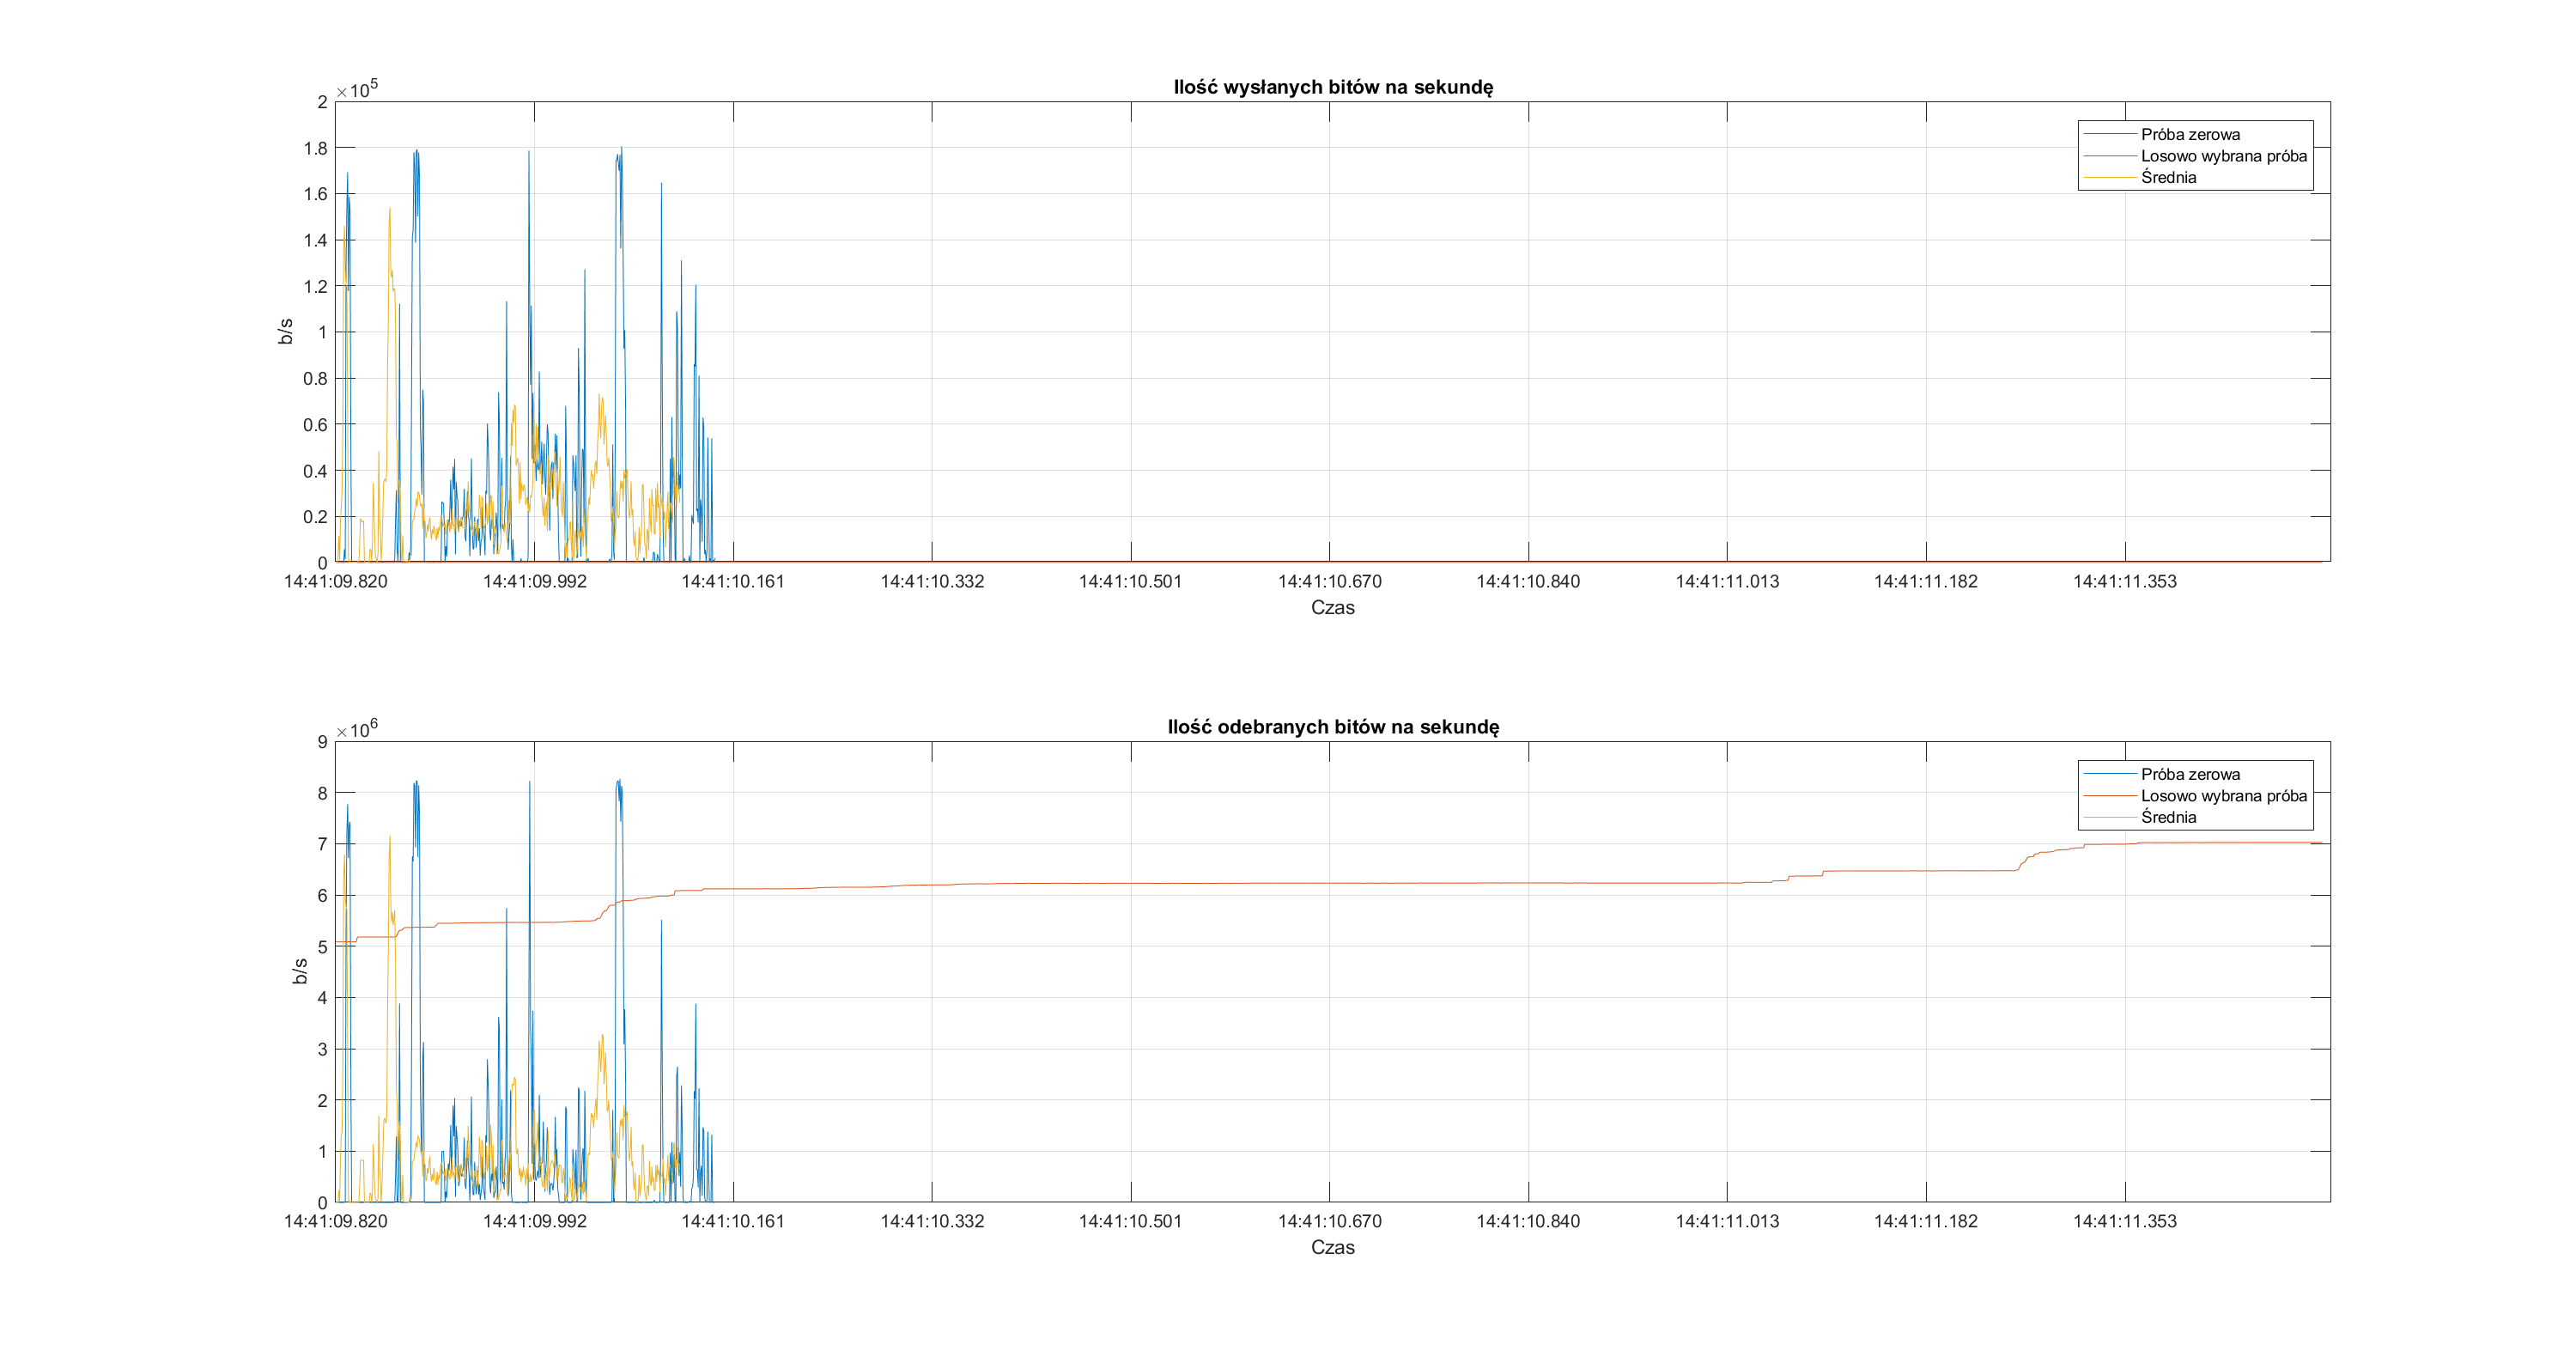 Ilość wysłanych bitów na sekundę
×10^5
2
1.8
1.6
1.4
1.2
1
0.8
0.6
0.4
0.2
0
b/s
Próba zerowa
Losowo wybrana próba
Średnia
14:41:09.820 14:41:09.992 14:41:10.161 14:41:10.332 14:41:10.501 14:41:10.670 14:41:10.840 14:41:11.013 14:41:11.182 14:41:11.353
Czas
Ilość odebranych bitów na sekundę
×10^6
9
8
7
6
5
4
3
2
1
0
b/s
Próba zerowa
Losowo wybrana próba
Średnia
14:41:09.820 14:41:09.992 14:41:10.161 14:41:10.332 14:41:10.501 14:41:10.670 14:41:10.840 14:41:11.013 14:41:11.182 14:41:11.353
Czas